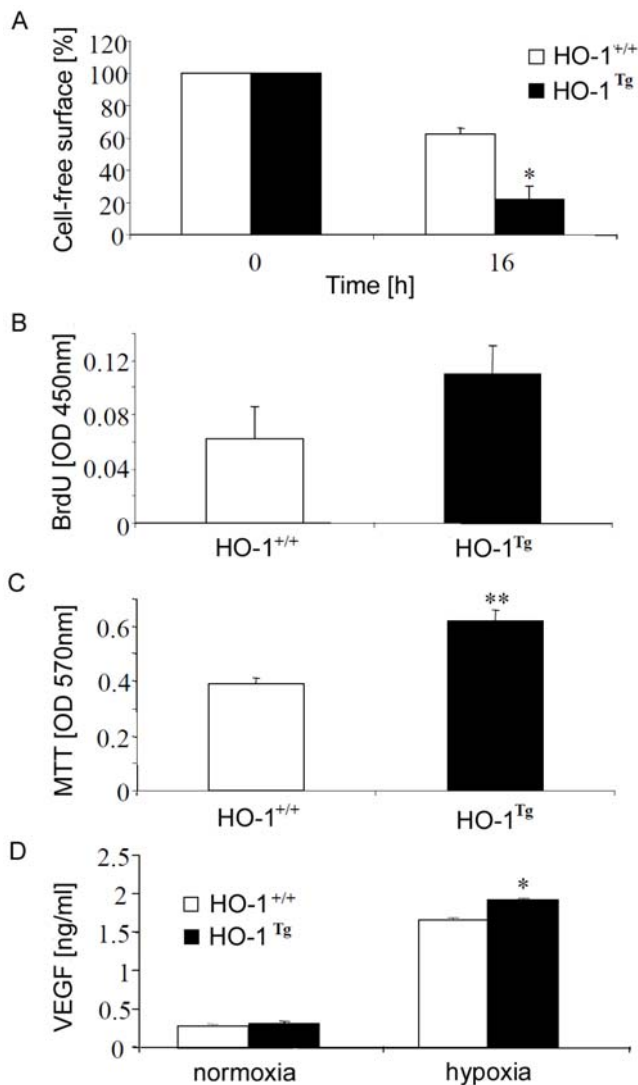 A
Cell-free surface [%]
120
100
80
60
40
20
0
HO-1+/+
HO-1Tg
*
0
16
Time [h]
B
BrdU [OD 450nm]
0.12
0.08
0.04
0
HO-1+/+
HO-1Tg
C
MTT [OD 570nm]
0.6
0.4
0.2
0
**
HO-1+/+
HO-1Tg
D
VEGF [ng/ml]
2.5
2
1.5
1
0.5
0
HO-1+/+
HO-1Tg
*
normoxia
hypoxia